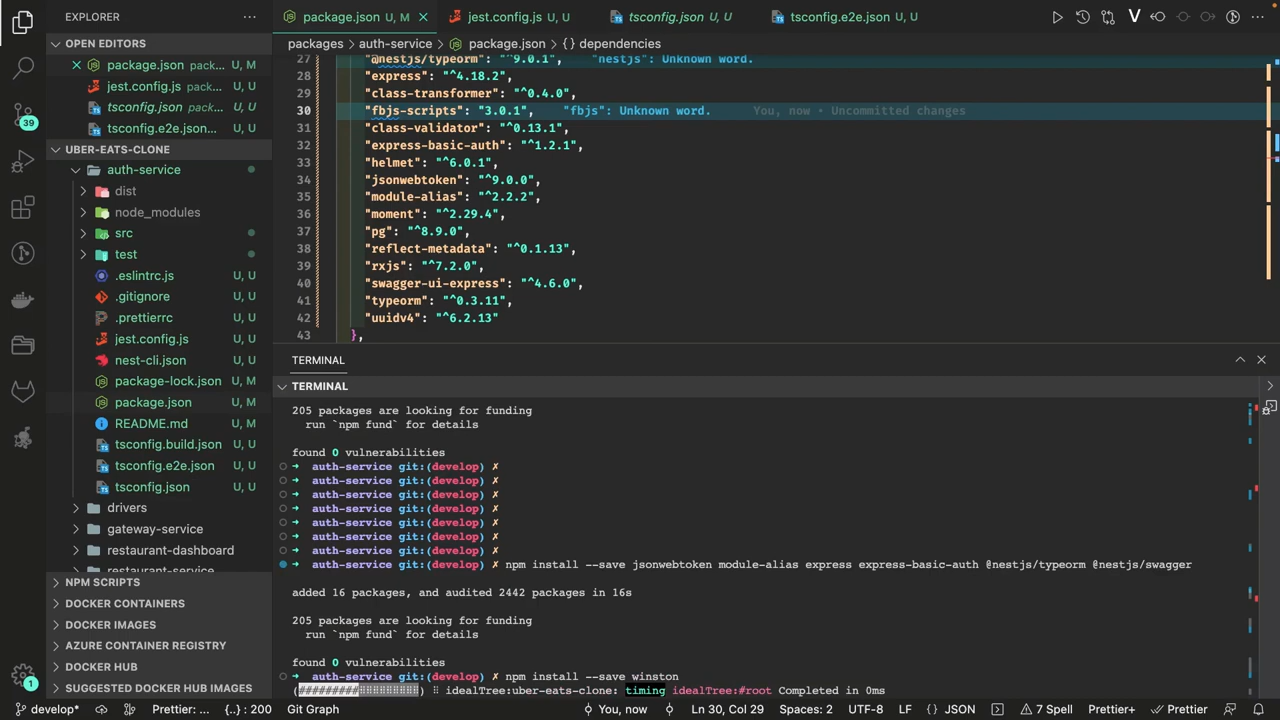 EXPLORER
OPEN EDITORS
package.json packa... U, M
jest.config.js pack... U, U
tsconfig.json pack... U, U
tsconfig.e2e.json... U, U
UBER-EATS-CLONE
auth-service
dist
node_modules
src
test
.eslintrc.js U, U
.gitignore U, U
.prettierrc U, U
jest.config.js U, U
nest-cli.json U, U
package-lock.json U, M
package.json U, M
README.md U, U
tsconfig.build.json U, U
tsconfig.e2e.json U, U
tsconfig.json U, U
drivers
gateway-service
restaurant-dashboard
restaurant-service
NPM SCRIPTS
DOCKER CONTAINERS
DOCKER IMAGES
AZURE CONTAINER REGISTRY
DOCKER HUB
SUGGESTED DOCKER HUB IMAGES
39
1
package.json U, M
jest.config.js U, U
tsconfig.json U, U
tsconfig.e2e.json U, U
packages > auth-service > package.json > {} dependencies
27 "@nestjs/typeorm": "^9.0.1", "nestjs": Unknown word.
28 "express": "^4.18.2",
29 "class-transformer": "^0.4.0",
30 "fbjs-scripts": "3.0.1", "fbjs": Unknown word. You, now • Uncommitted changes
31 "class-validator": "^0.13.1",
32 "express-basic-auth": "^1.2.1",
33 "helmet": "^6.0.1",
34 "jsonwebtoken": "^9.0.0",
35 "module-alias": "^2.2.2",
36 "moment": "^2.29.4",
37 "pg": "^8.9.0",
38 "reflect-metadata": "^0.1.13",
39 "rxjs": "^7.2.0",
40 "swagger-ui-express": "^4.6.0",
41 "typeorm": "^0.3.11",
42 "uuidv4": "^6.2.13"
43 },
TERMINAL
TERMINAL
205 packages are looking for funding
run `npm fund` for details
found 0 vulnerabilities
➜ auth-service git:(develop) ✗
➜ auth-service git:(develop) ✗
➜ auth-service git:(develop) ✗
➜ auth-service git:(develop) ✗
➜ auth-service git:(develop) ✗
➜ auth-service git:(develop) ✗
➜ auth-service git:(develop) ✗
➜ auth-service git:(develop) ✗ npm install --save jsonwebtoken module-alias express express-basic-auth @nestjs/typeorm @nestjs/swagger
added 16 packages, and audited 2442 packages in 16s
205 packages are looking for funding
run `npm fund` for details
found 0 vulnerabilities
➜ auth-service git:(develop) ✗ npm install --save winston
(#########⠂⠂⠂⠂⠂⠂⠂⠂⠂) ⠇ idealTree:uber-eats-clone: timing idealTree:#root Completed in 0ms
develop* Prettier: ... {..} : 200 Git Graph You, now Ln 30, Col 29 Spaces: 2 UTF-8 LF {} JSON 7 Spell Prettier+ Prettier